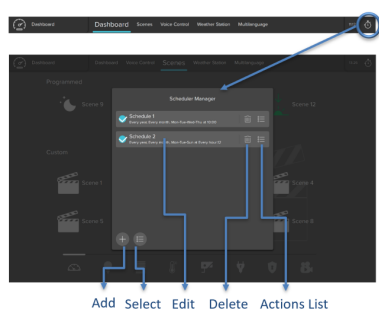 Dashboard Dashboard Scenes Voice Control Weather Station Multilanguage
Dashboard Dashboard Voice Control Scenes Weather Station Multilanguage
Programmed
Scene 9 Scene 12
Scheduler Manager
Schedule 1
Schedule 2
Custom
Scene 1 Scene 4
Scene 5 Scene 8
Add Select Edit Delete Actions List